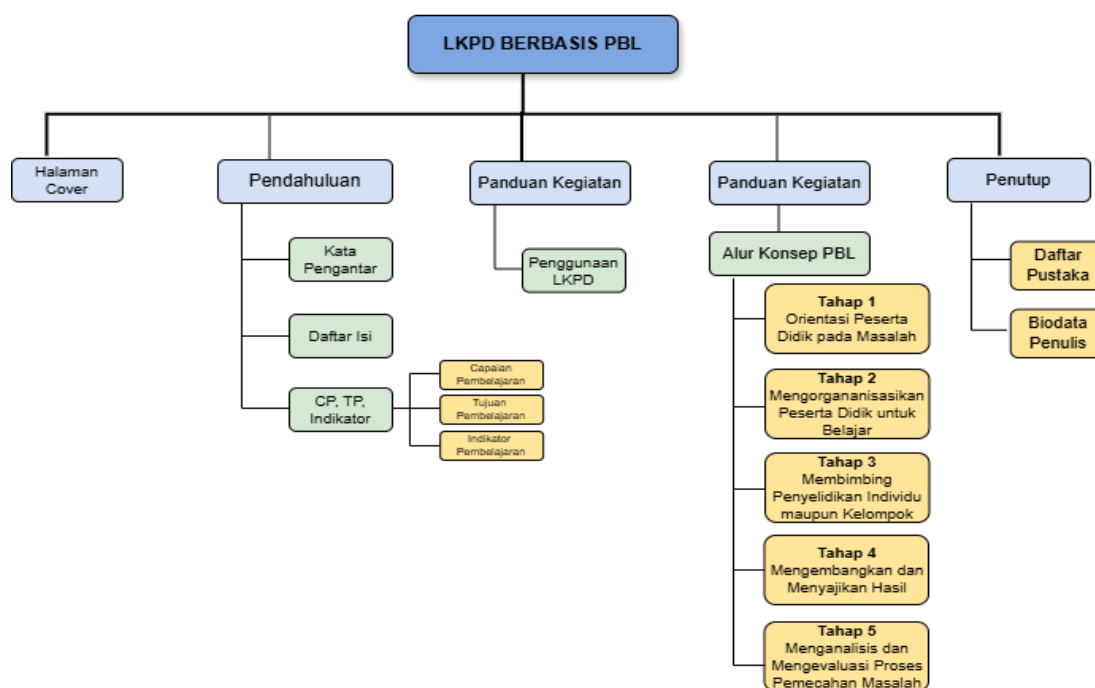 LKPD BERBASIS PBL
Halaman
Cover
Pendahuluan
Panduan Kegiatan
Panduan Kegiatan
Penutup
Kata
Pengantar
Daftar Isi
CP, TP,
Indikator
Capaian
Pembelajaran
Tujuan
Pembelajaran
Indikator
Pembelajaran
Penggunaan
LKPD
Alur Konsep PBL
Tahap 1
Orientasi Peserta
Didik pada Masalah
Tahap 2
Mengorgananisasikan
Peserta Didik untuk
Belajar
Tahap 3
Membimbing
Penyelidikan Individu
maupun Kelompok
Tahap 4
Mengembangkan dan
Menyajikan Hasil
Tahap 5
Menganalisis dan
Mengevaluasi Proses
Pemecahan Masalah
Daftar
Pustaka
Biodata
Penulis